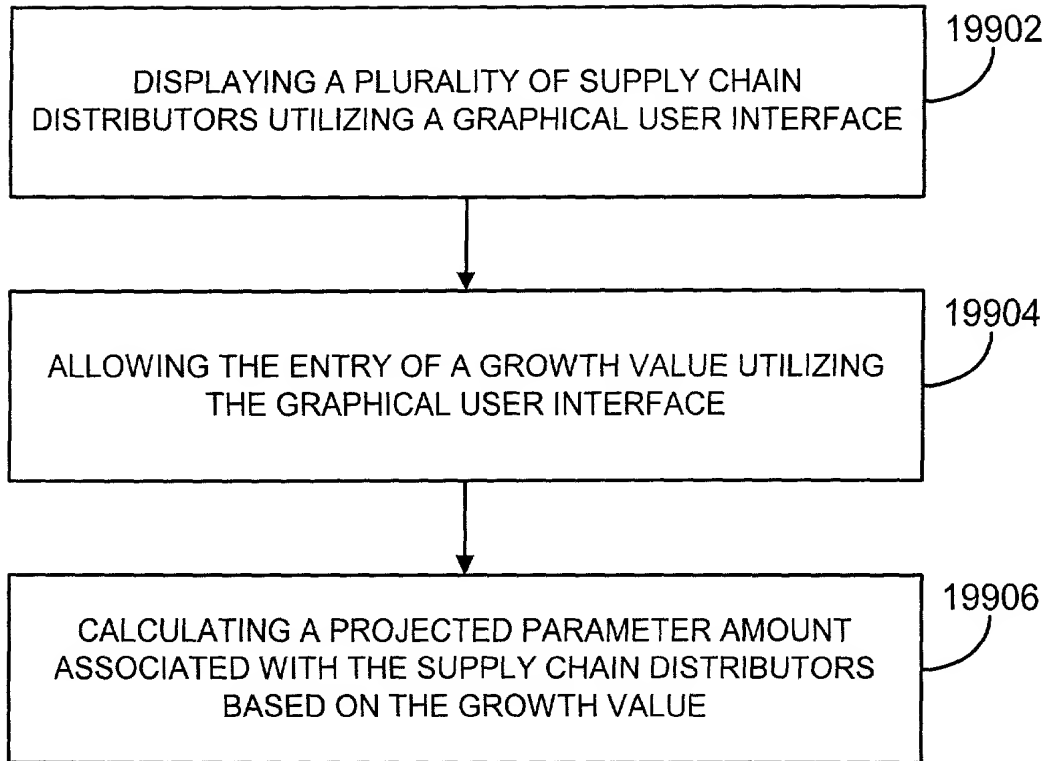 19902
DISPLAYING A PLURALITY OF SUPPLY CHAIN
DISTRIBUTORS UTILIZING A GRAPHICAL USER INTERFACE
19904
ALLOWING THE ENTRY OF A GROWTH VALUE UTILIZING
THE GRAPHICAL USER INTERFACE
19906
CALCULATING A PROJECTED PARAMETER AMOUNT
ASSOCIATED WITH THE SUPPLY CHAIN DISTRIBUTORS
BASED ON THE GROWTH VALUE